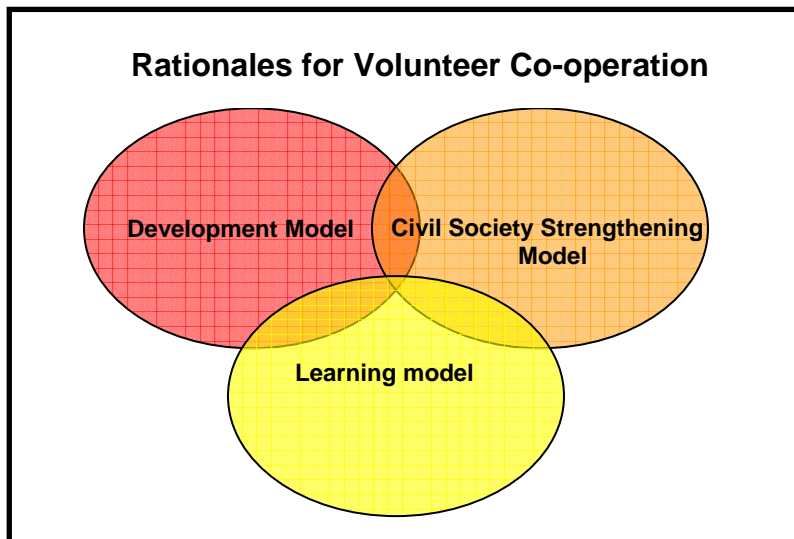 Rationales for Volunteer Co-operation
Development Model
Civil Society Strengthening
Model
Learning model